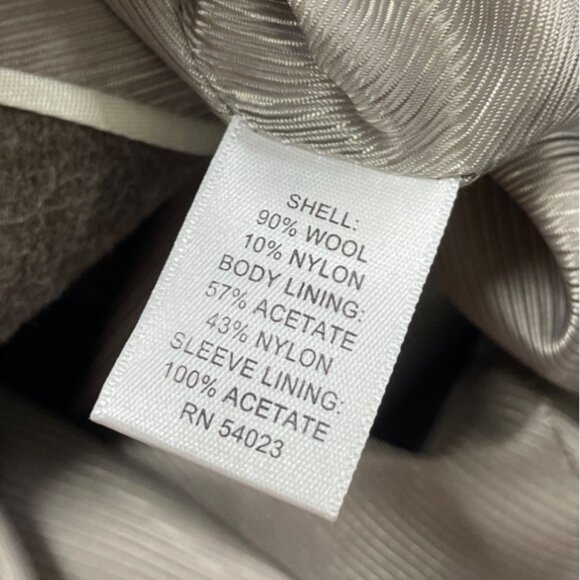 SHELL:
90% WOOL
10% NYLON
BODY LINING:
57% ACETATE
43% NYLON
SLEEVE LINING:
100% ACETATE
RN 54023